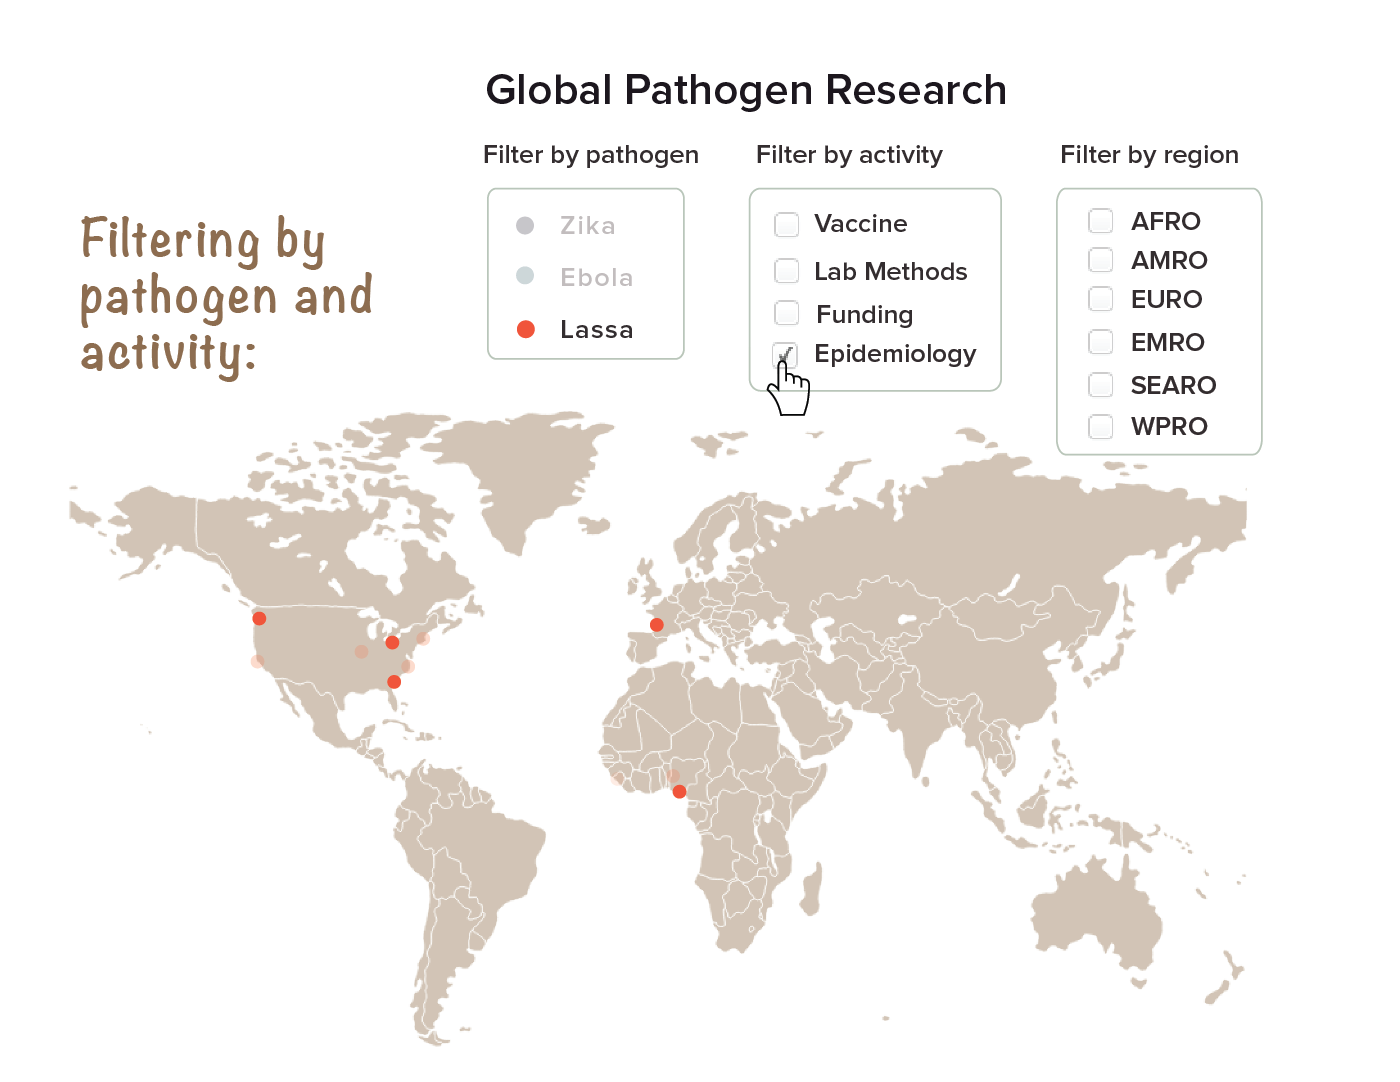 Global Pathogen Research
Filter by pathogen
Zika
Ebola
Lassa
Filter by activity
Vaccine
Lab Methods
Funding
Epidemiology
Filter by region
AFRO
AMRO
EURO
EMRO
SEARO
WPRO
Filtering by
pathogen and
activity: